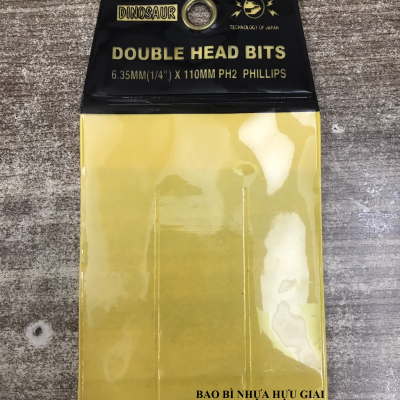 DINOSAUR
TECHNOLOGY OF JAPAN
DOUBLE HEAD BITS
6.35MM(1/4") X 110MM PH2 PHILLIPS
BAO BÌ NHỰA HỰU GIAI